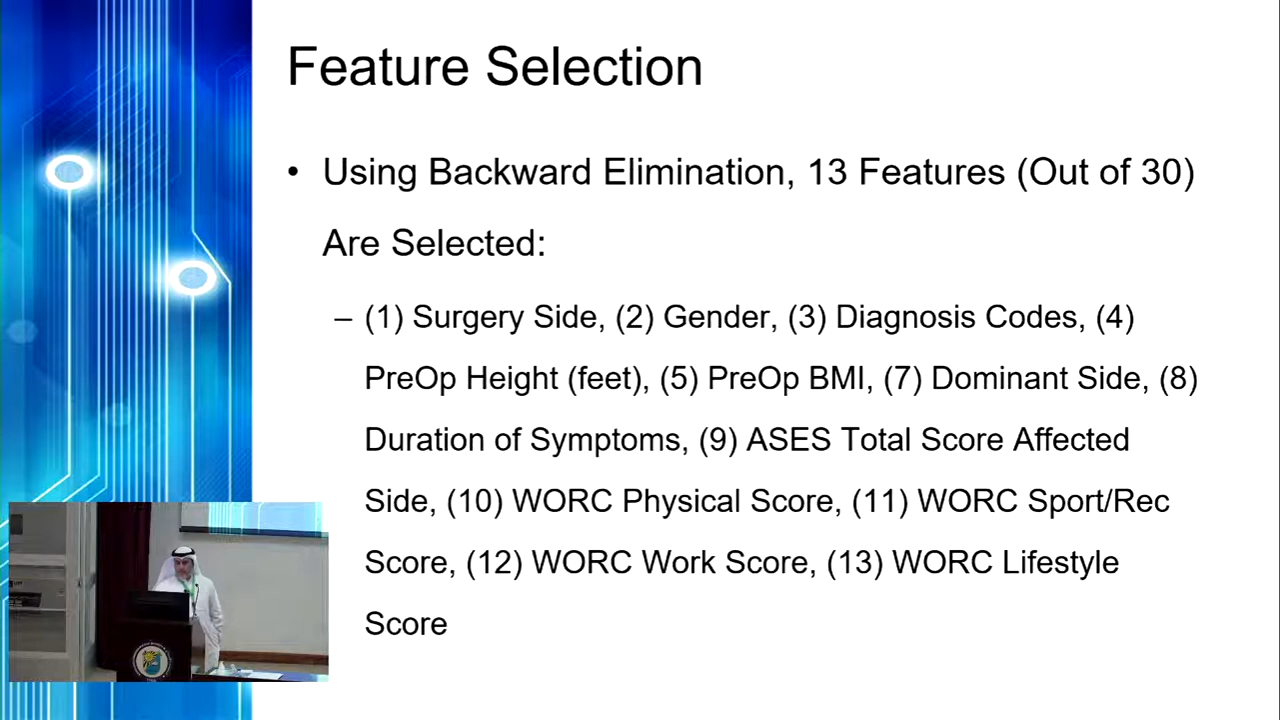 Feature Selection
• Using Backward Elimination, 13 Features (Out of 30)
Are Selected:
– (1) Surgery Side, (2) Gender, (3) Diagnosis Codes, (4)
PreOp Height (feet), (5) PreOp BMI, (7) Dominant Side, (8)
Duration of Symptoms, (9) ASES Total Score Affected
Side, (10) WORC Physical Score, (11) WORC Sport/Rec
Score, (12) WORC Work Score, (13) WORC Lifestyle
Score